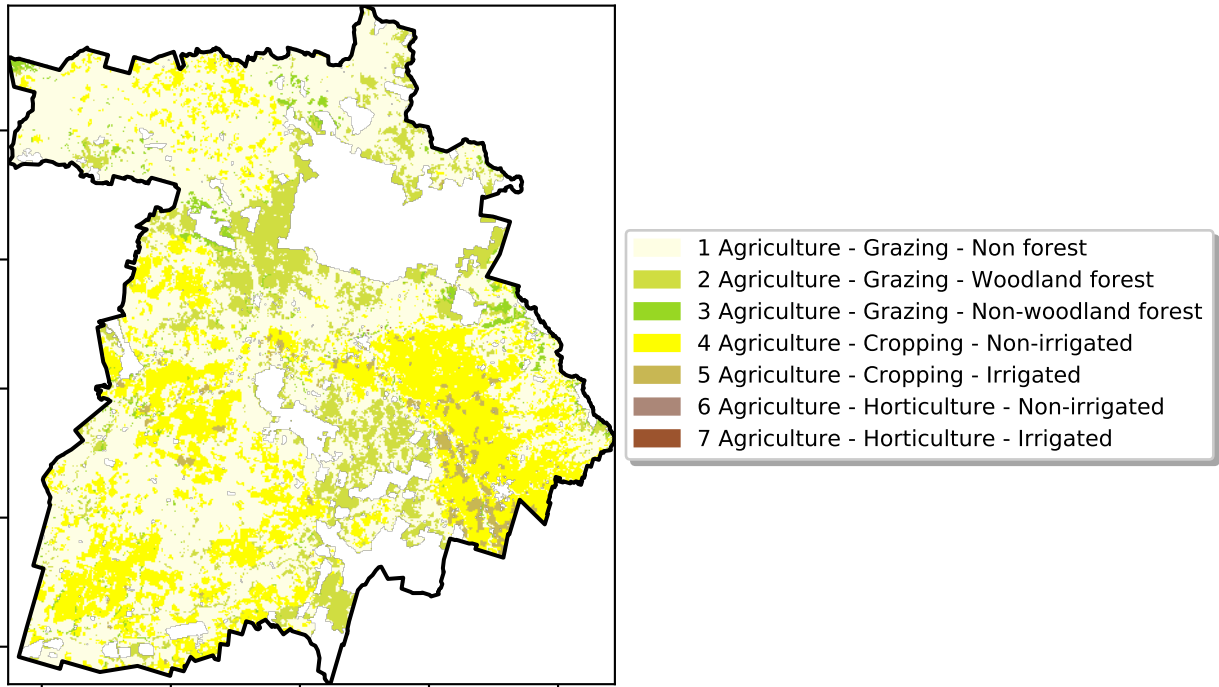 1 Agriculture - Grazing - Non forest
2 Agriculture - Grazing - Woodland forest
3 Agriculture - Grazing - Non-woodland forest
4 Agriculture - Cropping - Non-irrigated
5 Agriculture - Cropping - Irrigated
6 Agriculture - Horticulture - Non-irrigated
7 Agriculture - Horticulture - Irrigated